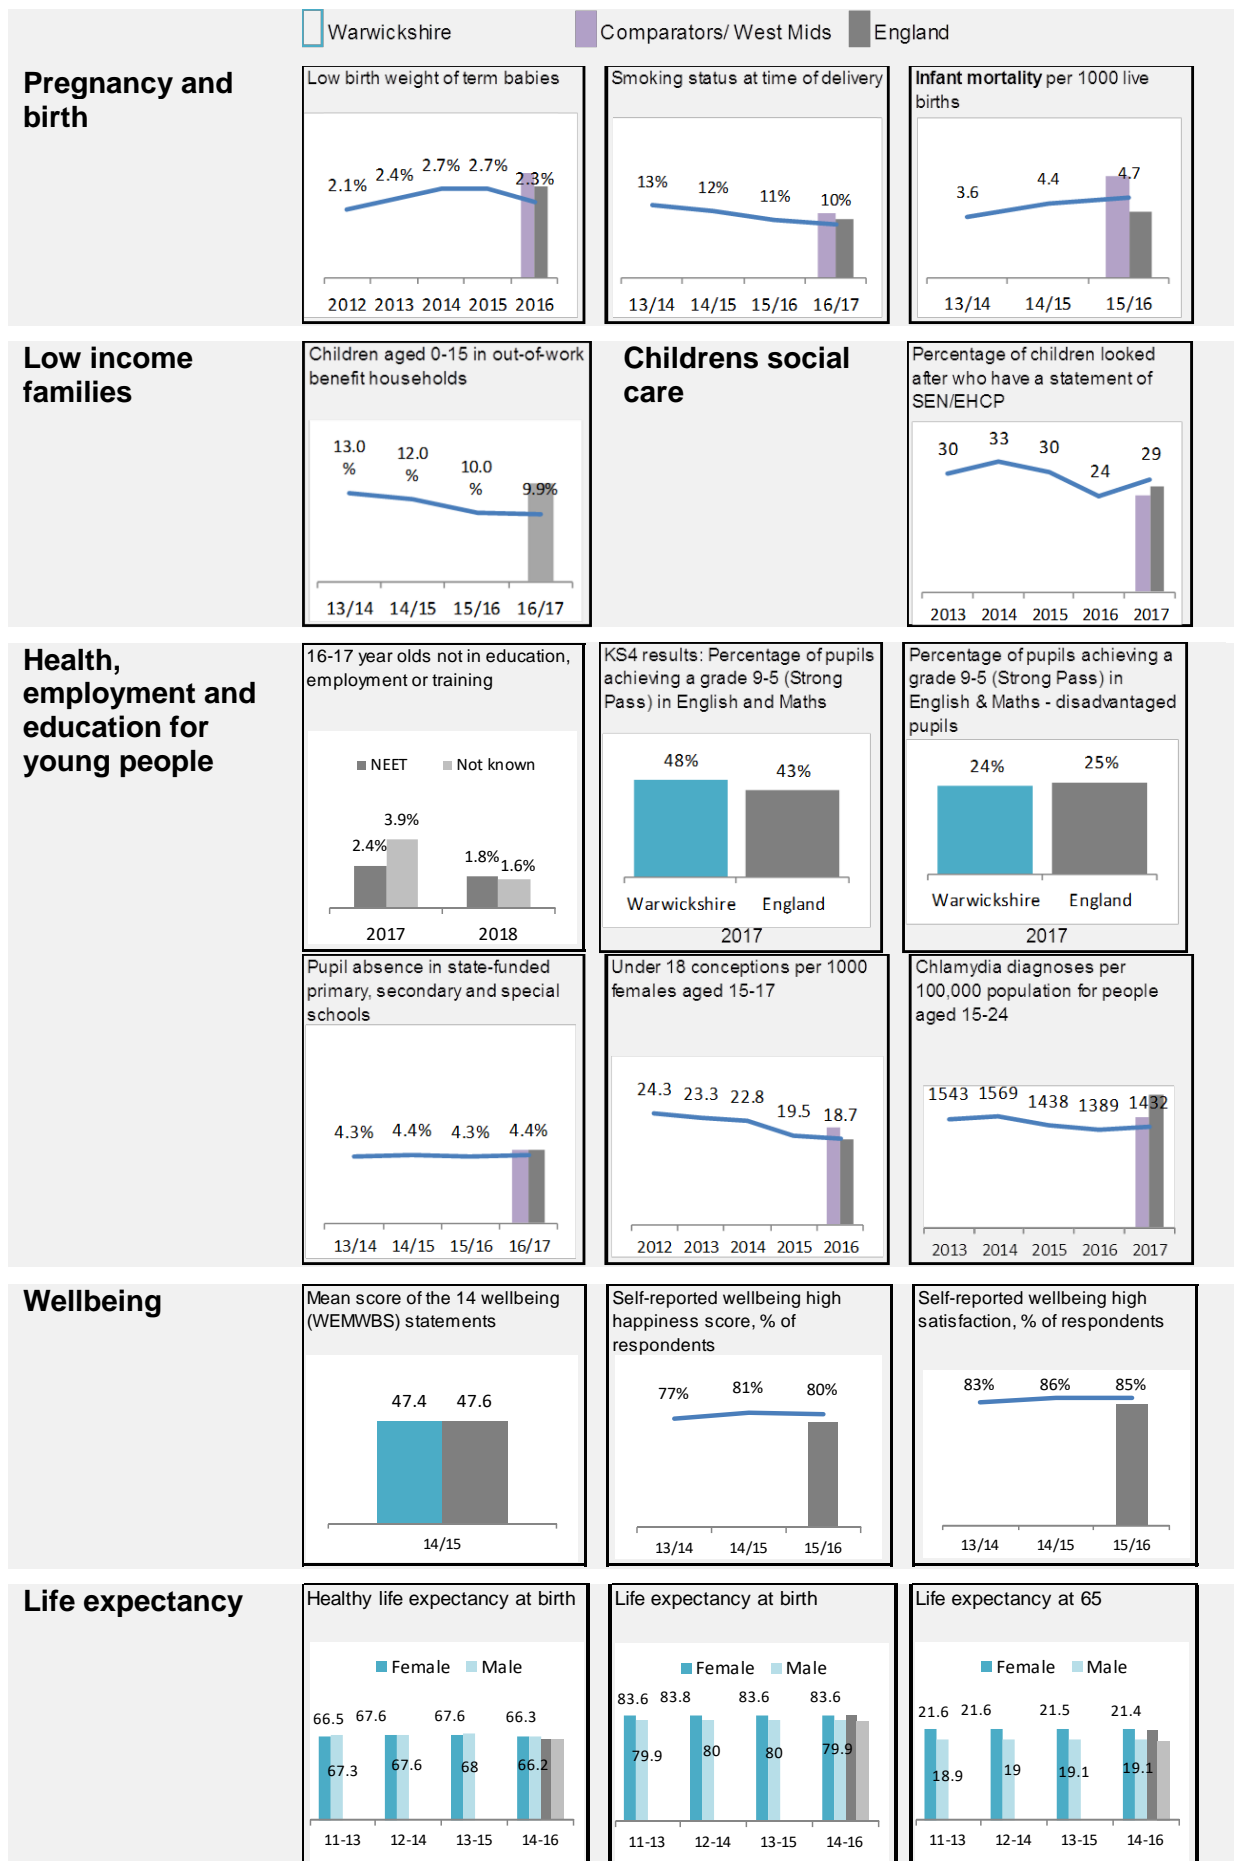 Warwickshire Comparators/ West Mids England
Pregnancy and
birth
Low birth weight of term babies
2.1% 2.4% 2.7% 2.7% 2.3%
2012 2013 2014 2015 2016
Smoking status at time of delivery
13% 12% 11% 10%
13/14 14/15 15/16 16/17
Infant mortality per 1000 live
births
3.6 4.4 4.7
13/14 14/15 15/16
Low income
families
Children aged 0-15 in out-of-work
benefit households
13.0
%
12.0
%
10.0
%
9.9%
13/14 14/15 15/16 16/17
Childrens social
care
Percentage of children looked
after who have a statement of
SEN/EHCP
30 33 30 24 29
2013 2014 2015 2016 2017
Health,
employment and
education for
young people
16-17 year olds not in education,
employment or training
NEET Not known
2.4% 3.9% 1.8% 1.6%
2017 2018
KS4 results: Percentage of pupils
achieving a grade 9-5 (Strong
Pass) in English and Maths
48% 43%
Warwickshire England
2017
Percentage of pupils achieving a
grade 9-5 (Strong Pass) in
English & Maths - disadvantaged
pupils
24% 25%
Warwickshire England
2017
Pupil absence in state-funded
primary, secondary and special
schools
4.3% 4.4% 4.3% 4.4%
13/14 14/15 15/16 16/17
Under 18 conceptions per 1000
females aged 15-17
24.3 23.3 22.8 19.5 18.7
2012 2013 2014 2015 2016
Chlamydia diagnoses per
100,000 population for people
aged 15-24
1543 1569 1438 1389 1432
2013 2014 2015 2016 2017
Wellbeing
Mean score of the 14 wellbeing
(WEMWBS) statements
47.4 47.6
14/15
Self-reported wellbeing high
happiness score, % of
respondents
77% 81% 80%
13/14 14/15 15/16
Self-reported wellbeing high
satisfaction, % of respondents
83% 86% 85%
13/14 14/15 15/16
Life expectancy
Healthy life expectancy at birth
Female Male
66.5 67.6 67.6 66.3
67.3 67.6 68 66.2
11-13 12-14 13-15 14-16
Life expectancy at birth
Female Male
83.6 83.8 83.6 83.6
79.9 80 80 79.9
11-13 12-14 13-15 14-16
Life expectancy at 65
Female Male
21.6 21.6 21.5 21.4
18.9 19 19.1 19.1
11-13 12-14 13-15 14-16